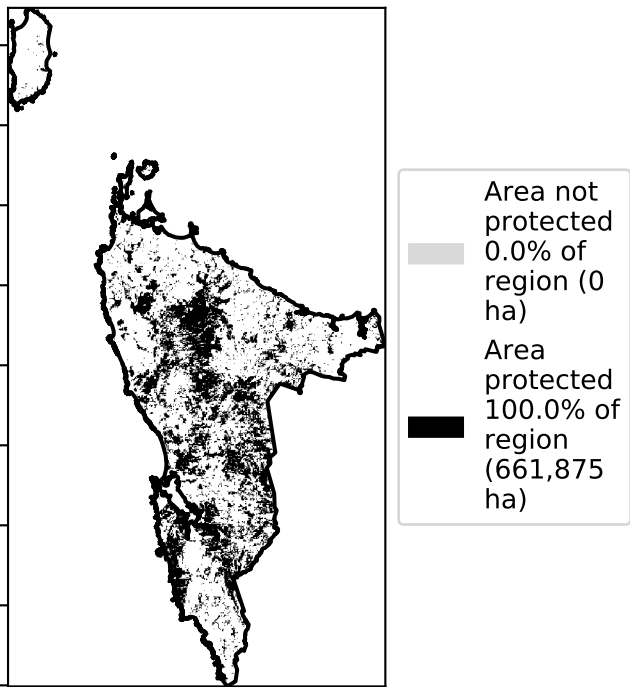 Area not
protected
0.0% of
region (0
ha)
Area
protected
100.0% of
region
(661,875
ha)